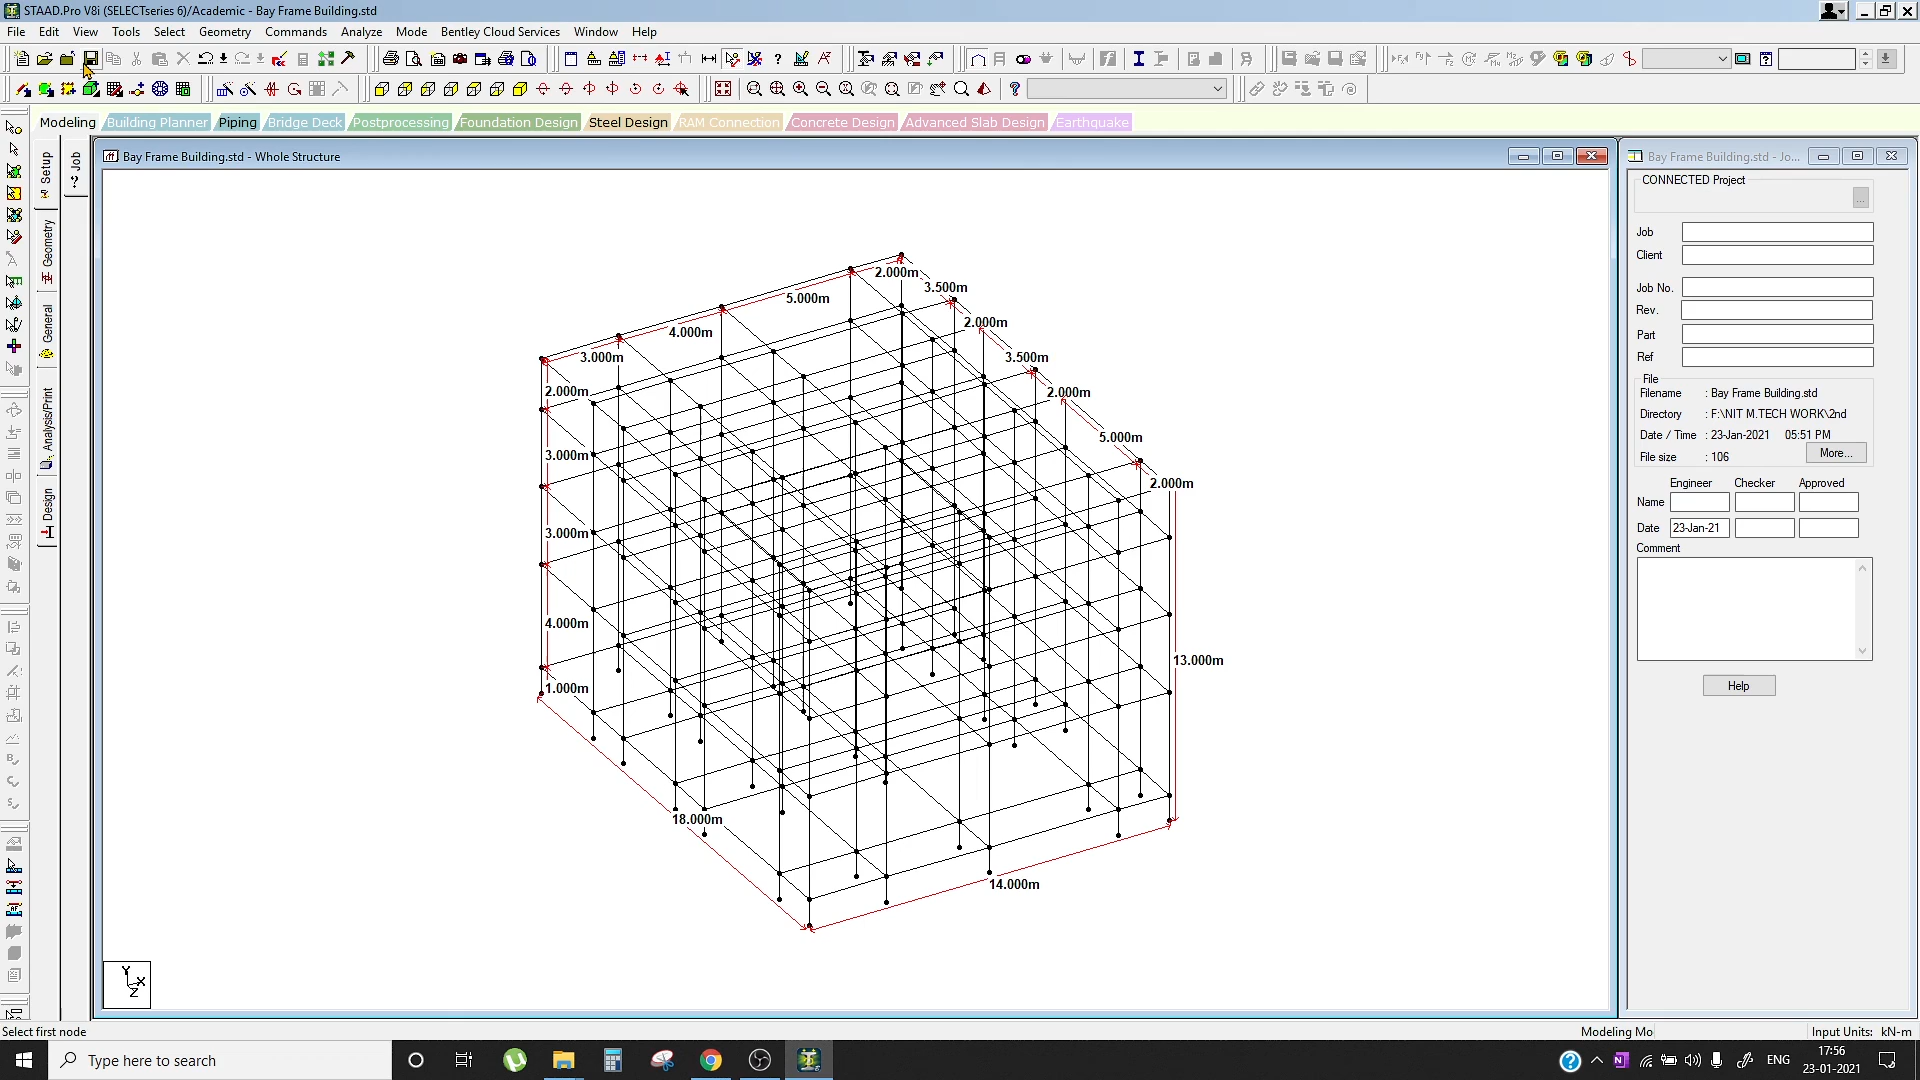 STAAD.Pro V8i (SELECTseries 6)/Academic - Bay Frame Building.std
File Edit View Tools Select Geometry Commands Analyze Mode Bentley Cloud Services Window Help
Modeling Building Planner Piping Bridge Deck Postprocessing Foundation Design Steel Design RAM Connection Concrete Design Advanced Slab Design Earthquake
Setup
Geometry
General
Analysis/Print
Design
Job
Bay Frame Building.std - Whole Structure
2.000m
3.500m
5.000m
2.000m
4.000m
3.500m
3.000m
2.000m
2.000m
5.000m
3.000m
2.000m
3.000m
4.000m
13.000m
1.000m
18.000m
14.000m
Y
X
Z
Bay Frame Building.std - Jo...
CONNECTED Project
...
Job
Client
Job No.
Rev.
Part
Ref
File
Filename : Bay Frame Building.std
Directory : F:\NIT M.TECH WORK\2nd
Date / Time : 23-Jan-2021 05:51 PM
File size : 106
More...
Engineer Checker Approved
Name
Date 23-Jan-21
Comment
Help
Select first node
Modeling Mo
Input Units: kN-m
Type here to search
ENG
17:56
23-01-2021